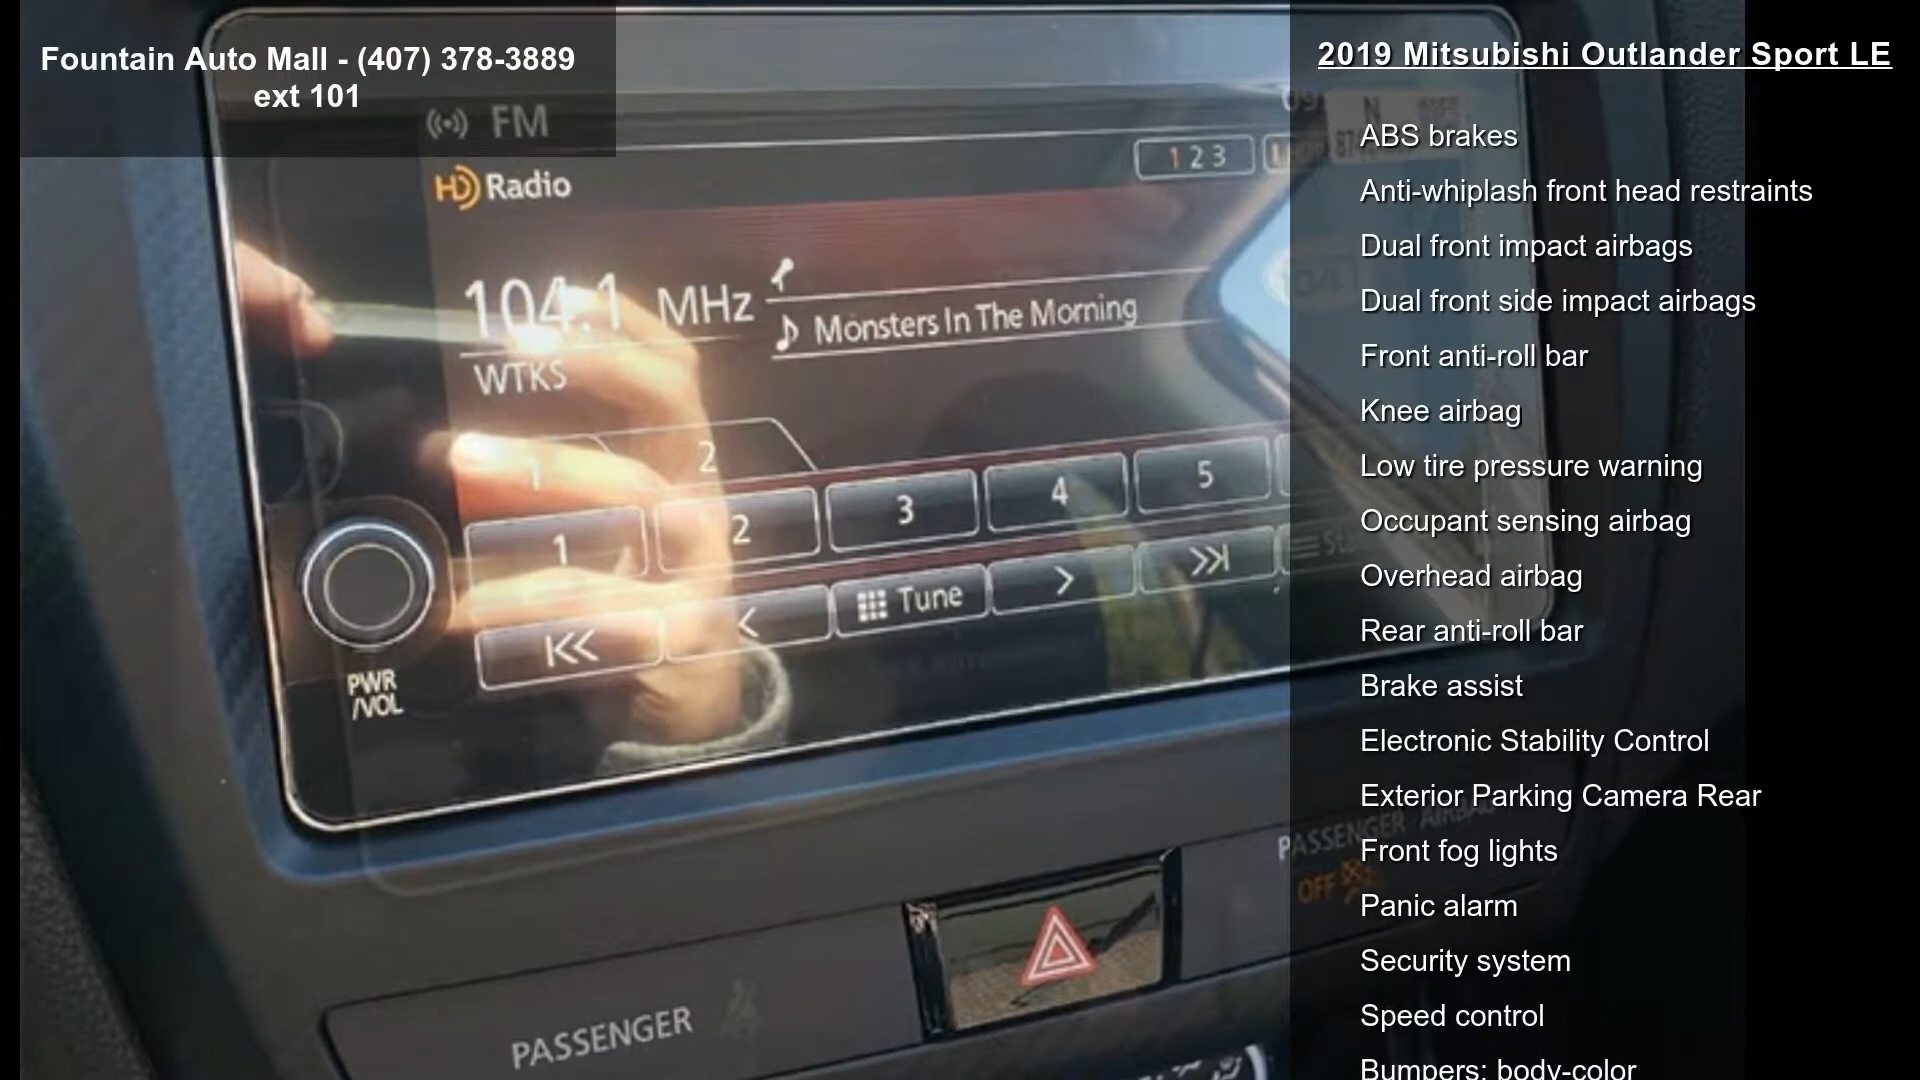 Fountain Auto Mall - (407) 378-3889
ext 101
FM
HD Radio
1 2 3
104.1 MHz
Monsters In The Morning
WTKS
1 2
1 2 3 4 5
Tune
PWR
/VOL
PASSENGER
PASSENGER AIRBAG
OFF
N
2019 Mitsubishi Outlander Sport LE
ABS brakes
Anti-whiplash front head restraints
Dual front impact airbags
Dual front side impact airbags
Front anti-roll bar
Knee airbag
Low tire pressure warning
Occupant sensing airbag
Overhead airbag
Rear anti-roll bar
Brake assist
Electronic Stability Control
Exterior Parking Camera Rear
Front fog lights
Panic alarm
Security system
Speed control
Bumpers: body-color